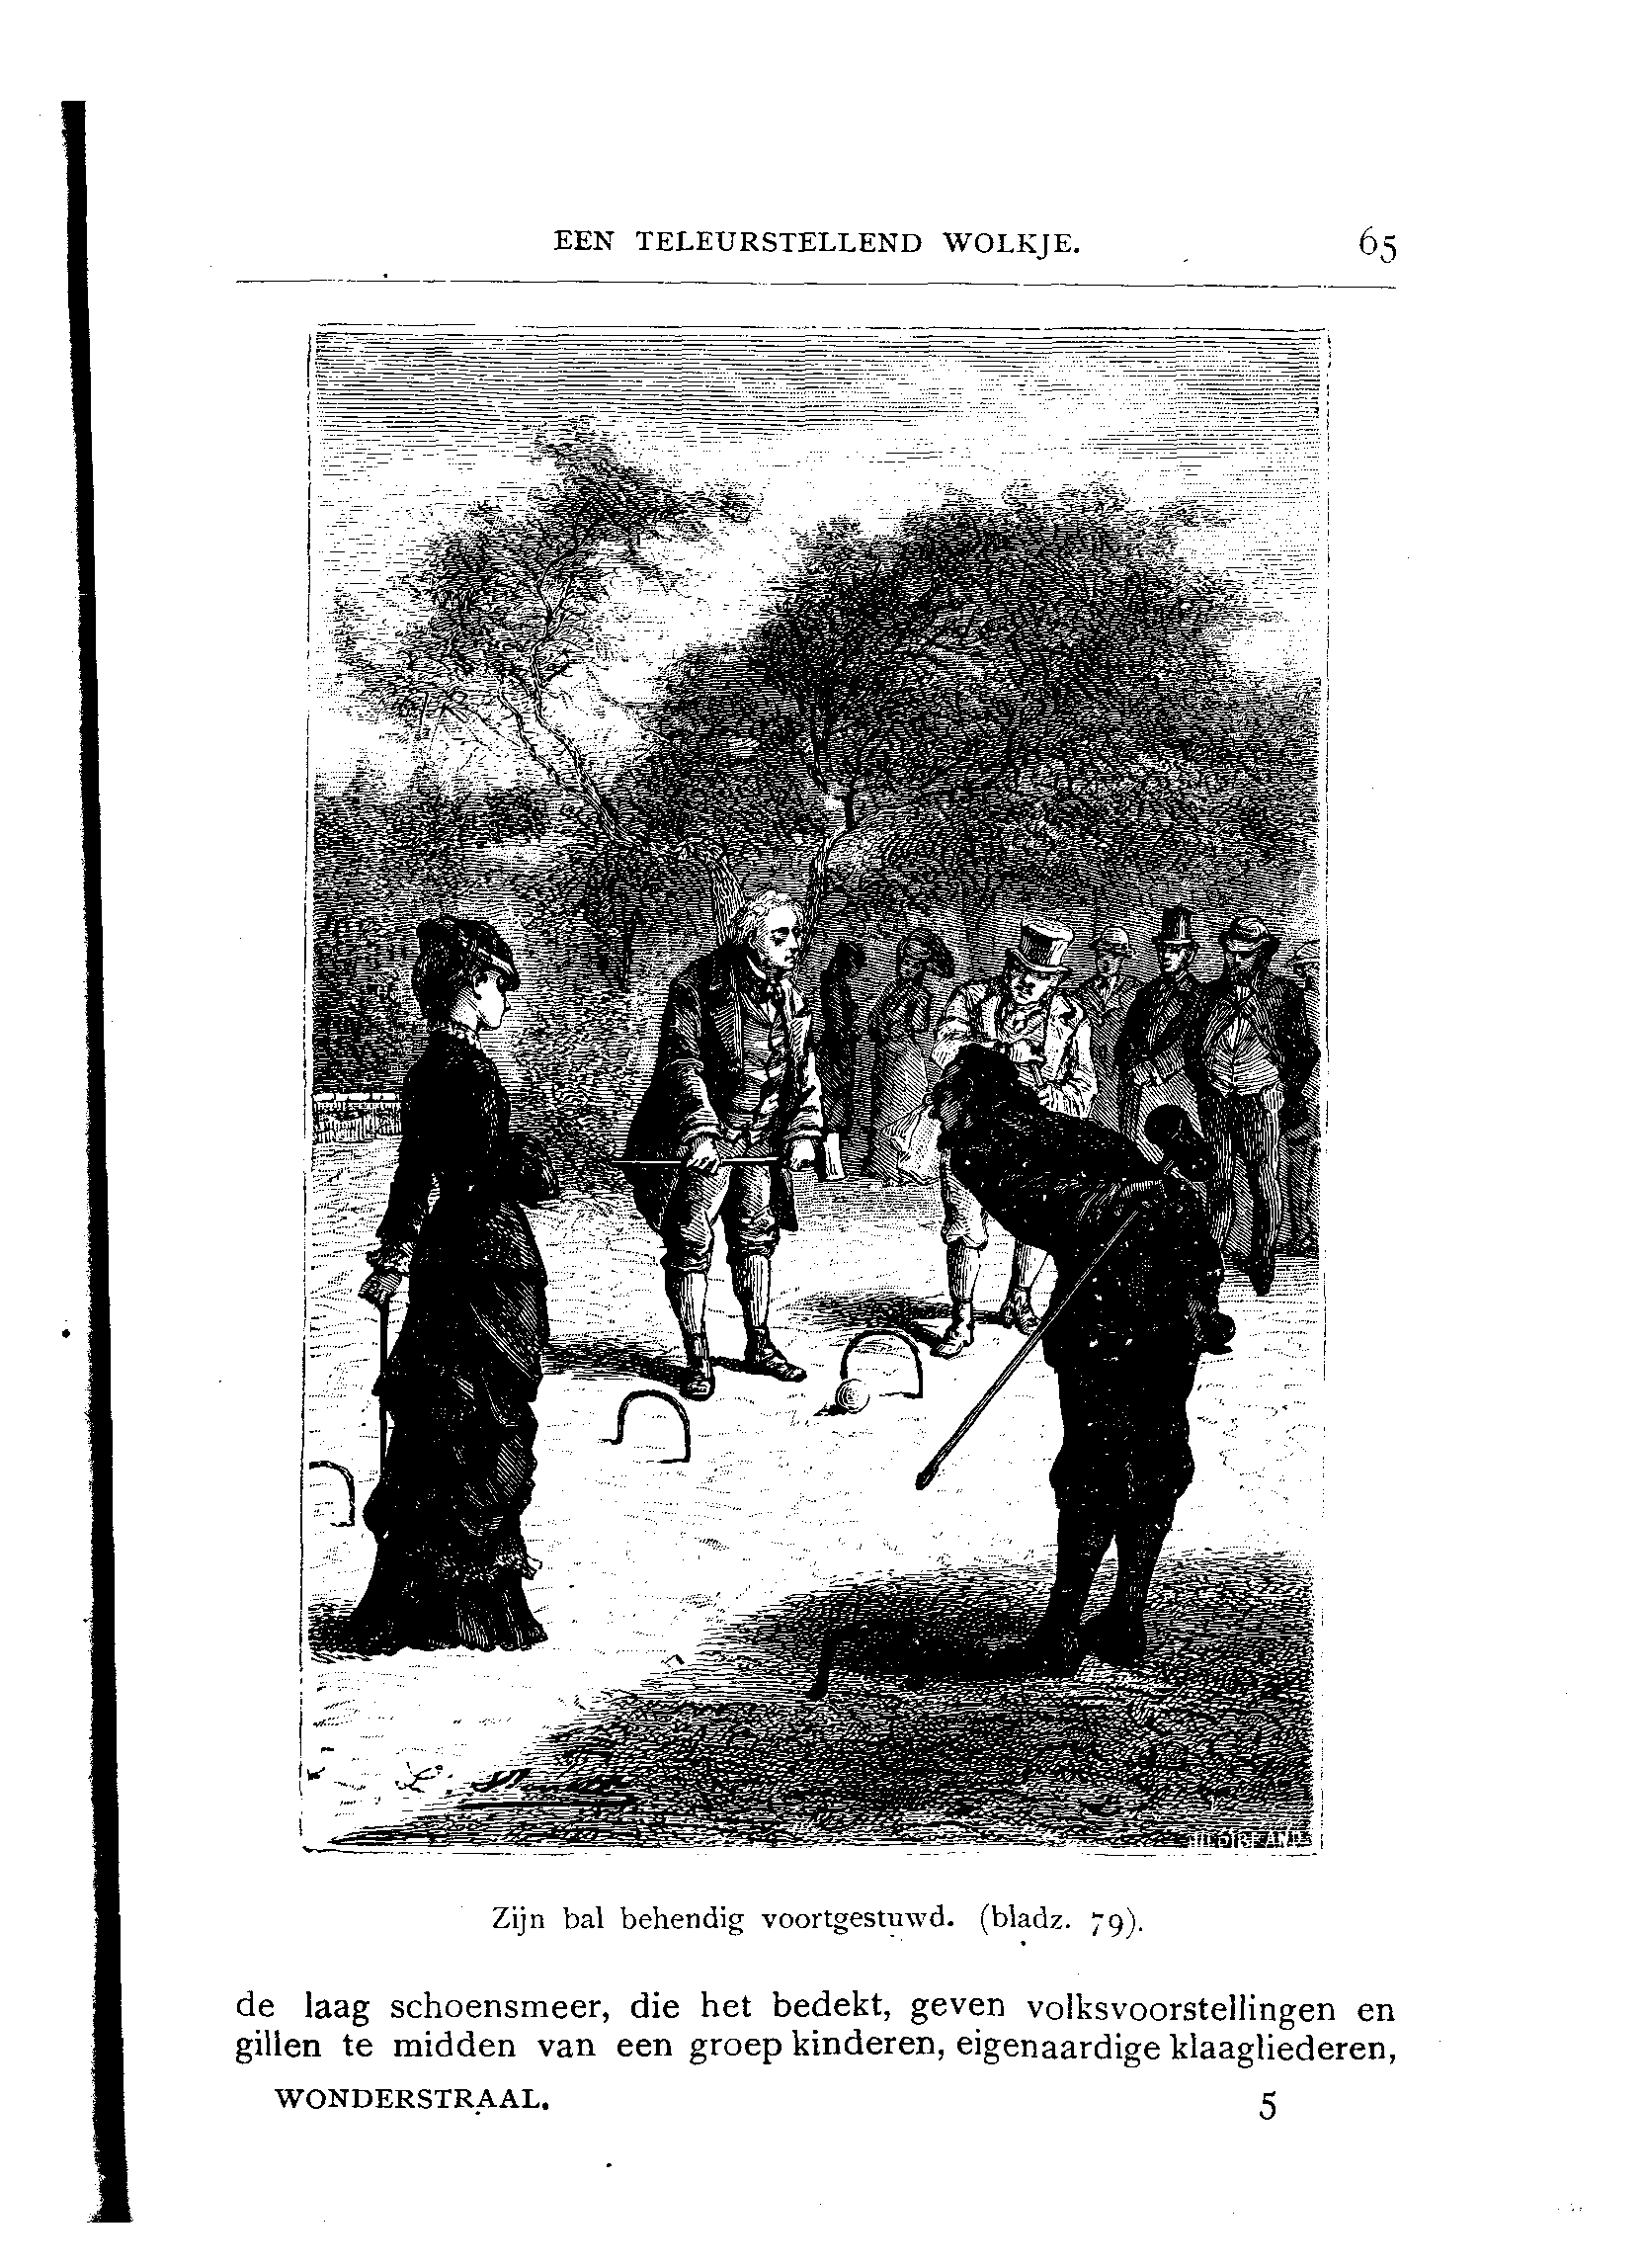 EEN TELEURSTELLEND WOLKJE. 65
HILDIBRAND
Zijn bal behendig voortgestuwd. (bladz. 79).
de laag schoensmeer, die het bedekt, geven volksvoorstellingen en
gillen te midden van een groep kinderen, eigenaardige klaagliederen,
WONDERSTRAAL. 5